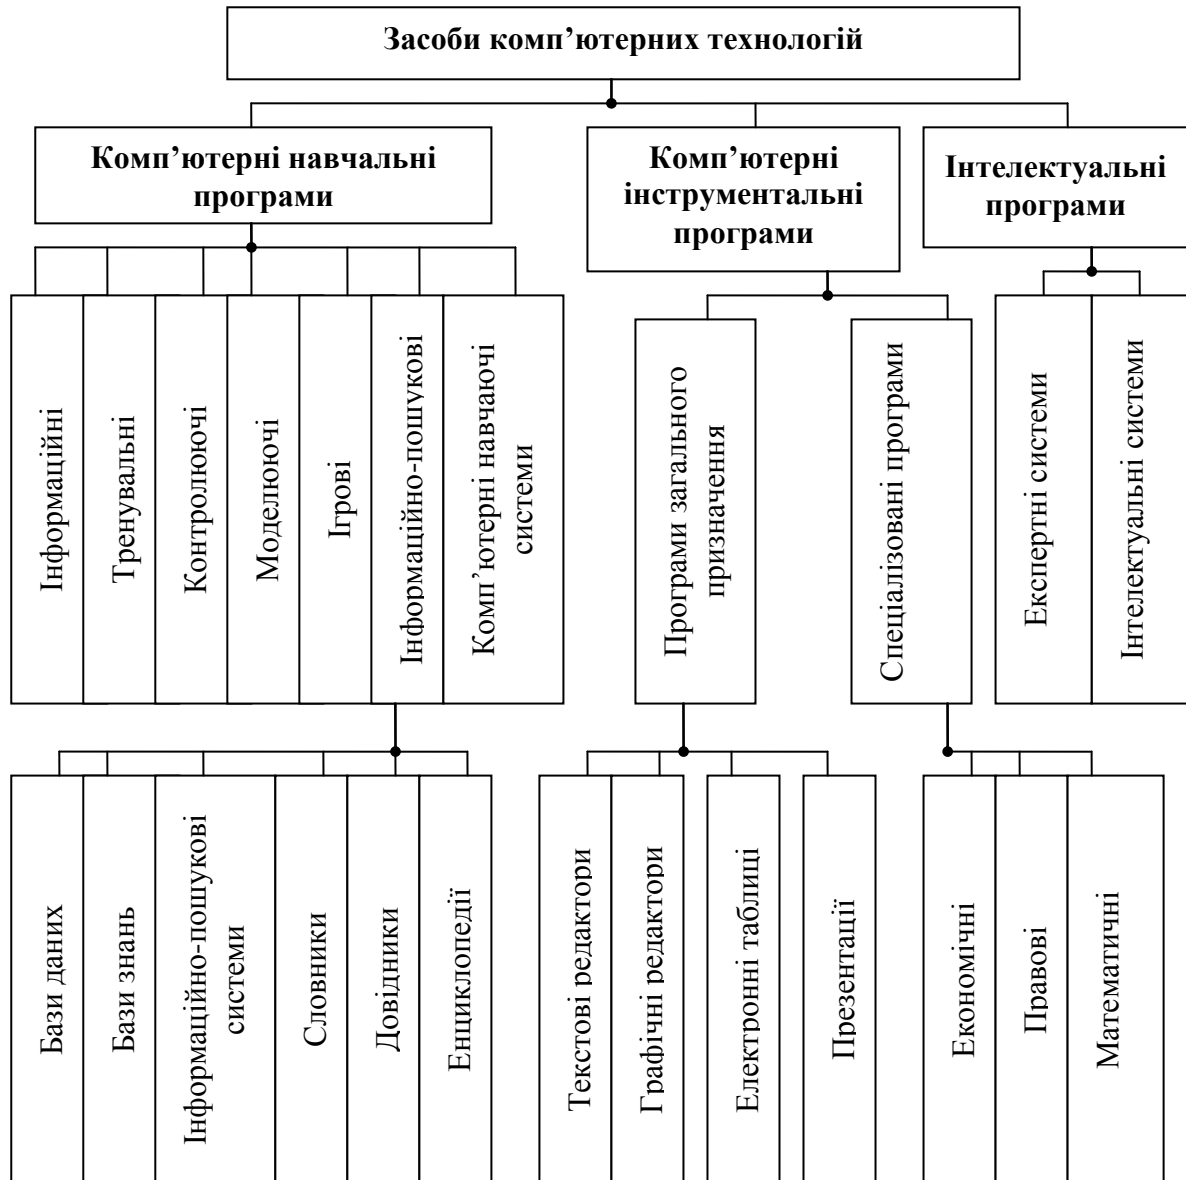 Засоби комп’ютерних технологій
Комп’ютерні навчальні
програми
Комп’ютерні
інструментальні
програми
Інтелектуальні
програми
Інформаційні
Тренувальні
Контролюючі
Моделюючі
Ігрові
Інформаційно-пошукові
Комп’ютерні навчаючі
системи
Програми загального
призначення
Спеціалізовані програми
Експертні системи
Інтелектуальні системи
Бази даних
Бази знань
Інформаційно-пошукові
системи
Словники
Довідники
Енциклопедії
Текстові редактори
Графічні редактори
Електронні таблиці
Презентації
Економічні
Правові
Математичні